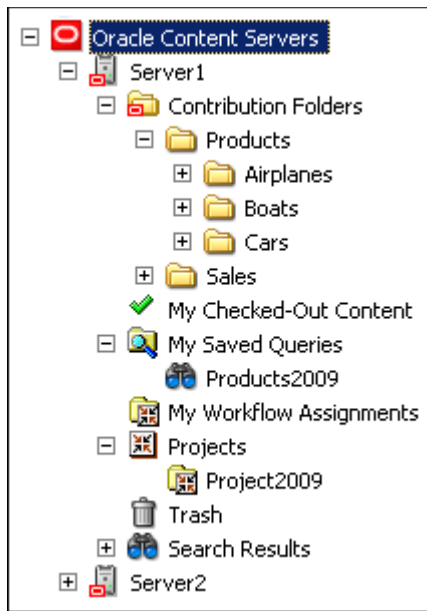 Oracle Content Servers
Server1
Contribution Folders
Products
Airplanes
Boats
Cars
Sales
My Checked-Out Content
My Saved Queries
Products2009
My Workflow Assignments
Projects
Project2009
Trash
Search Results
Server2